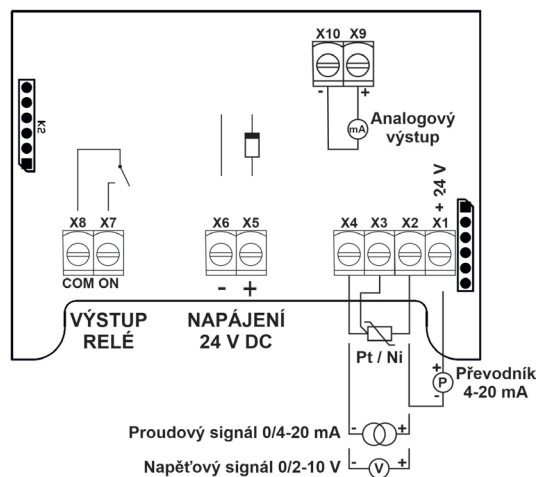 X10 X9
- +
mA
Analogový
výstup
K2
+ 24 V
X8 X7
X6 X5
X4 X3 X2 X1
COM ON
- +
VÝSTUP
RELÉ
NAPÁJENÍ
24 V DC
Pt / Ni
+
P
-
Převodník
4-20 mA
Proudový signál 0/4-20 mA
- +
Napěťový signál 0/2-10 V
- V +